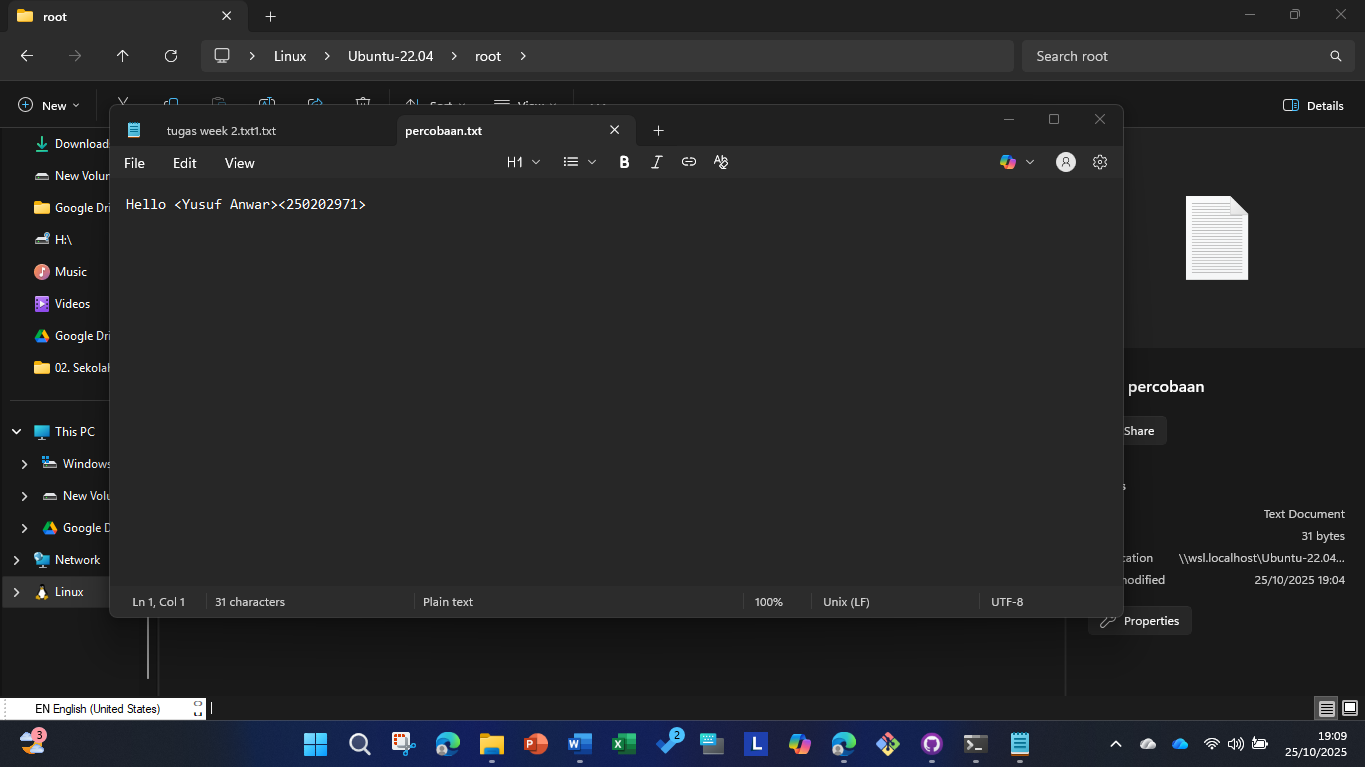 root
Linux
Ubuntu-22.04
root
Search root
New
Details
tugas week 2.txt1.txt
percobaan.txt
File
Edit
View
H1
B
I
Hello <Yusuf Anwar><250202971>
Ln 1, Col 1
31 characters
Plain text
100%
Unix (LF)
UTF-8
Download
New Volu
Google Dri
H:\
Music
Videos
Google Dri
02. Sekolah
This PC
Windows
New Volu
Google D
Network
Linux
percobaan
Share
Text Document
31 bytes
cation
\\wsl.localhost\Ubuntu-22.04...
modified
25/10/2025 19:04
Properties
EN English (United States)
3
2
L
19:09
25/10/2025